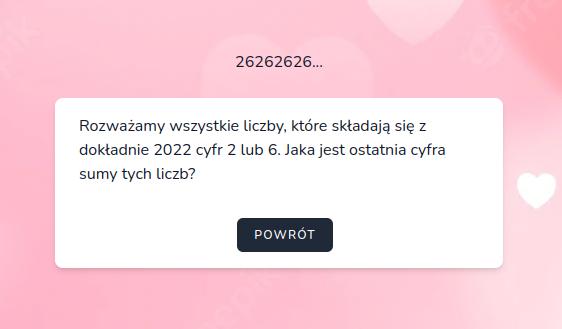 26262626...
Rozważamy wszystkie liczby, które składają się z
dokładnie 2022 cyfr 2 lub 6. Jaka jest ostatnia cyfra
sumy tych liczb?
POWRÓT